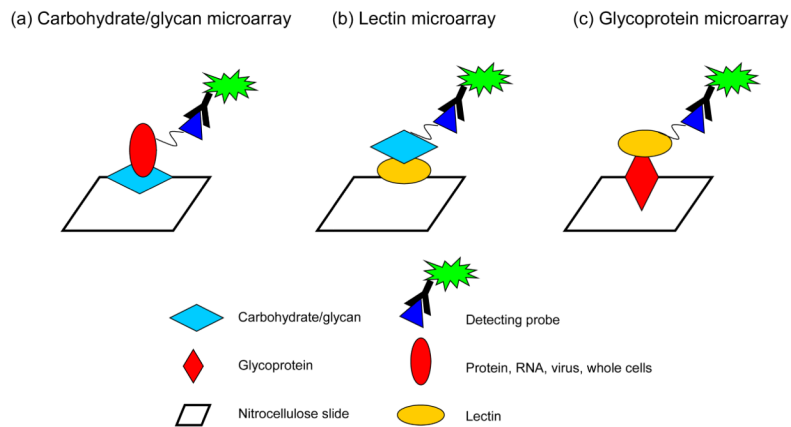 (a) Carbohydrate/glycan microarray
(b) Lectin microarray
(c) Glycoprotein microarray
Carbohydrate/glycan
Detecting probe
Glycoprotein
Protein, RNA, virus, whole cells
Nitrocellulose slide
Lectin